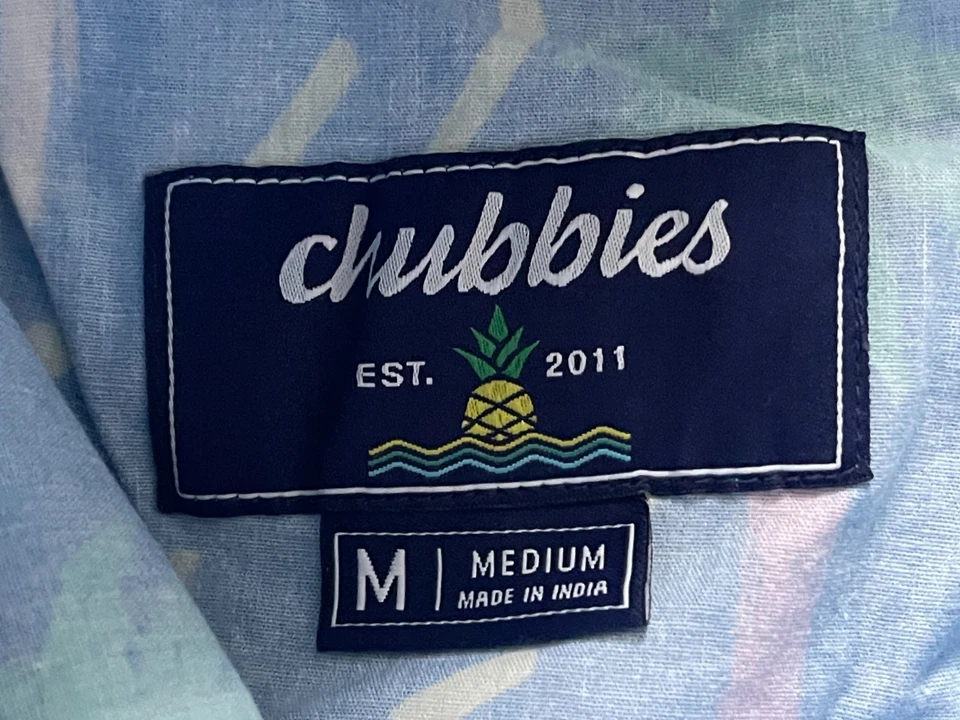 chubbies
EST. 2011
M | MEDIUM
MADE IN INDIA